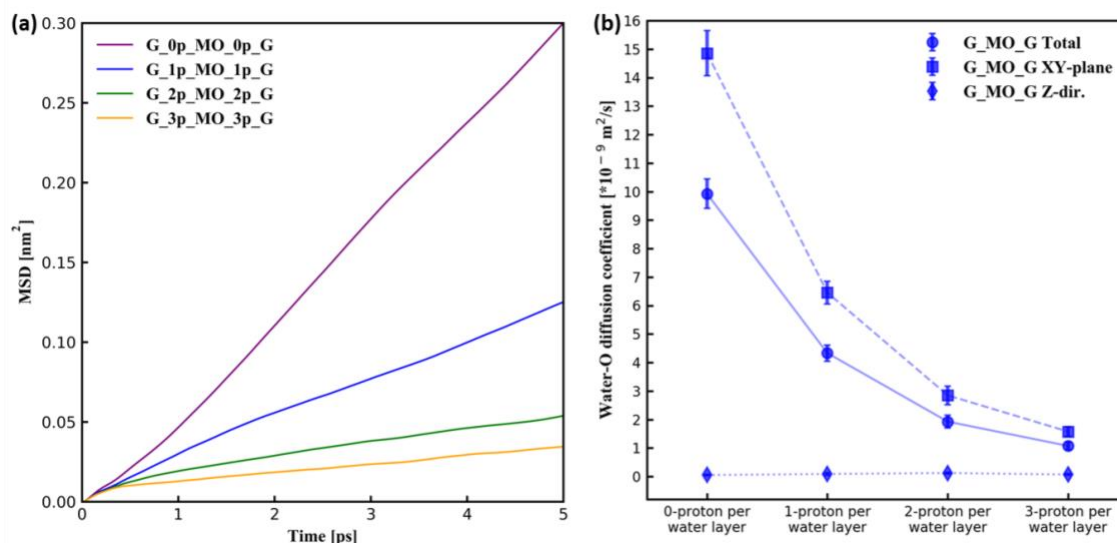 (a)
0.30
0.25
0.20
0.15
0.10
0.05
0.00
MSD [nm²]
G_0p_MO_0p_G
G_1p_MO_1p_G
G_2p_MO_2p_G
G_3p_MO_3p_G
0 1 2 3 4 5
Time [ps]
(b)
16
15
14
13
12
11
10
9
8
7
6
5
4
3
2
1
0
Water-O diffusion coefficient [*10⁻⁹ m²/s]
G_MO_G Total
G_MO_G XY-plane
G_MO_G Z-dir.
0-proton per
water layer
1-proton per
water layer
2-proton per
water layer
3-proton per
water layer